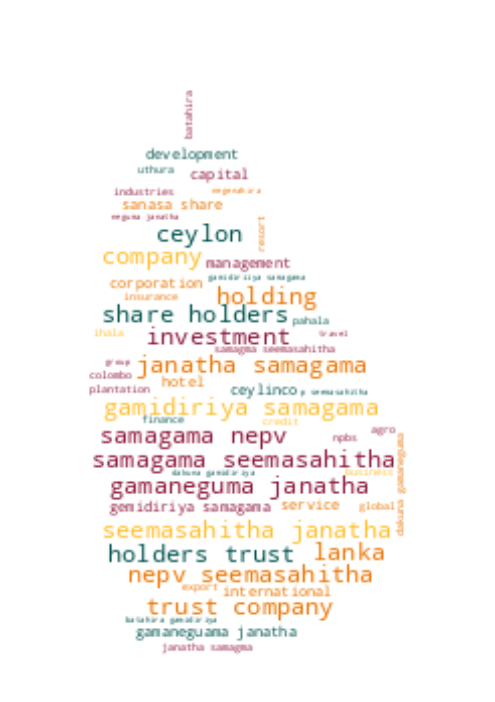 batahira
development
uthura capital
industries negenahira
sanasa share
neguma janatha
ceylon resort
company management
gamidiriya samagama
corporation
insurance holding
share holders pahala
ihala investment travel
samagma seemasahitha
group janatha samagama
colombo hotel
plantation ceylinco p seemasahitha
gamidiriya samagama
finance credit
samagama nepv npbs agro
samagama seemasahitha
dakuna gamidiriya business
gamaneguma janatha dakuna gamaneguma
gemidiriya samagama service global
seemasahitha janatha
holders trust lanka
nepv seemasahitha
export international
trust company
batahira gamidiriya
gamaneguama janatha
janatha samagma